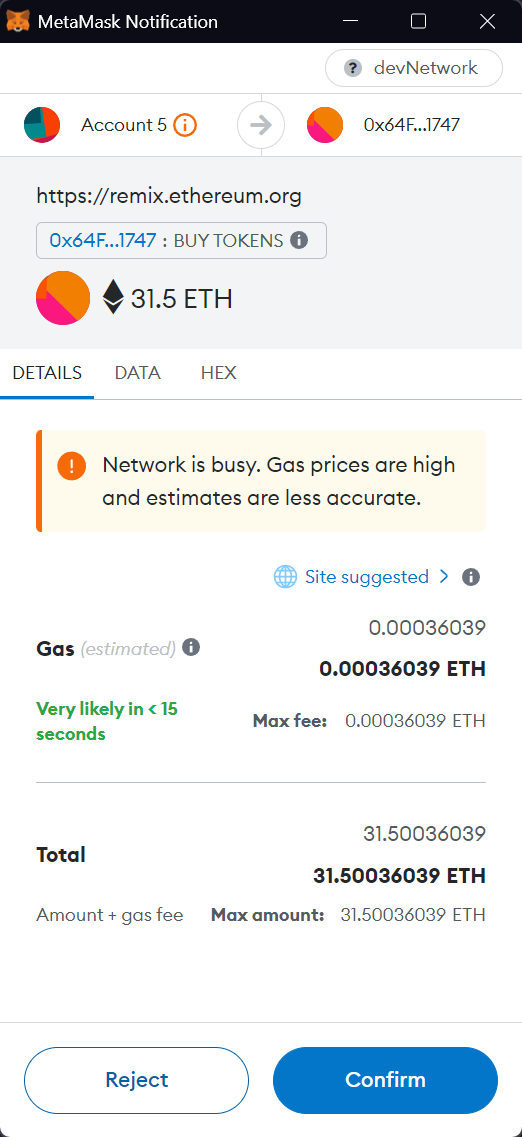 MetaMask Notification
devNetwork
Account 5
0x64F...1747
https://remix.ethereum.org
0x64F...1747 : BUY TOKENS
31.5 ETH
DETAILS DATA HEX
Network is busy. Gas prices are high
and estimates are less accurate.
Site suggested >
Gas (estimated)
0.00036039
0.00036039 ETH
Very likely in < 15
seconds
Max fee: 0.00036039 ETH
Total
31.50036039
31.50036039 ETH
Amount + gas fee Max amount: 31.50036039 ETH
Reject Confirm